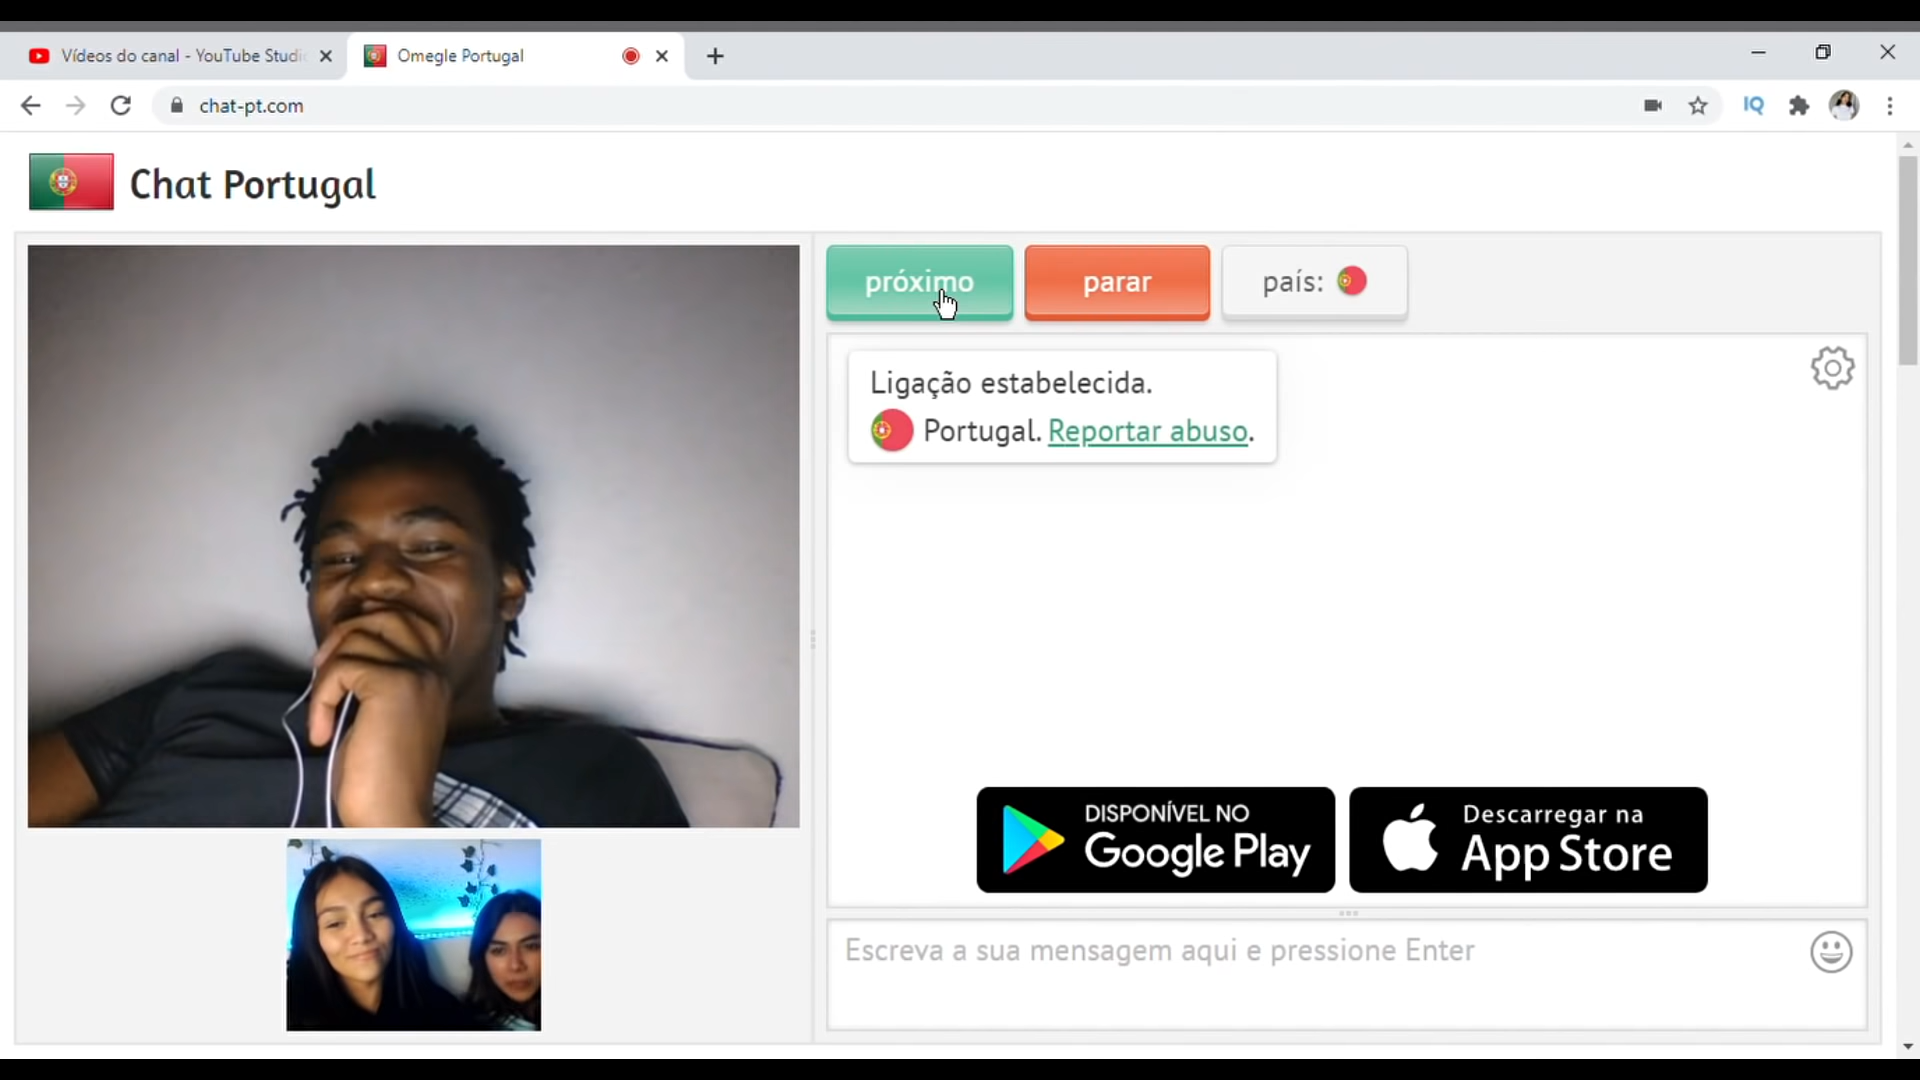 Vídeos do canal - YouTube Studi
Omegle Portugal
chat-pt.com
IQ
Chat Portugal
próximo
parar
país:
Ligação estabelecida.
Portugal. Reportar abuso.
DISPONÍVEL NO
Google Play
Descarregar na
App Store
Escreva a sua mensagem aqui e pressione Enter